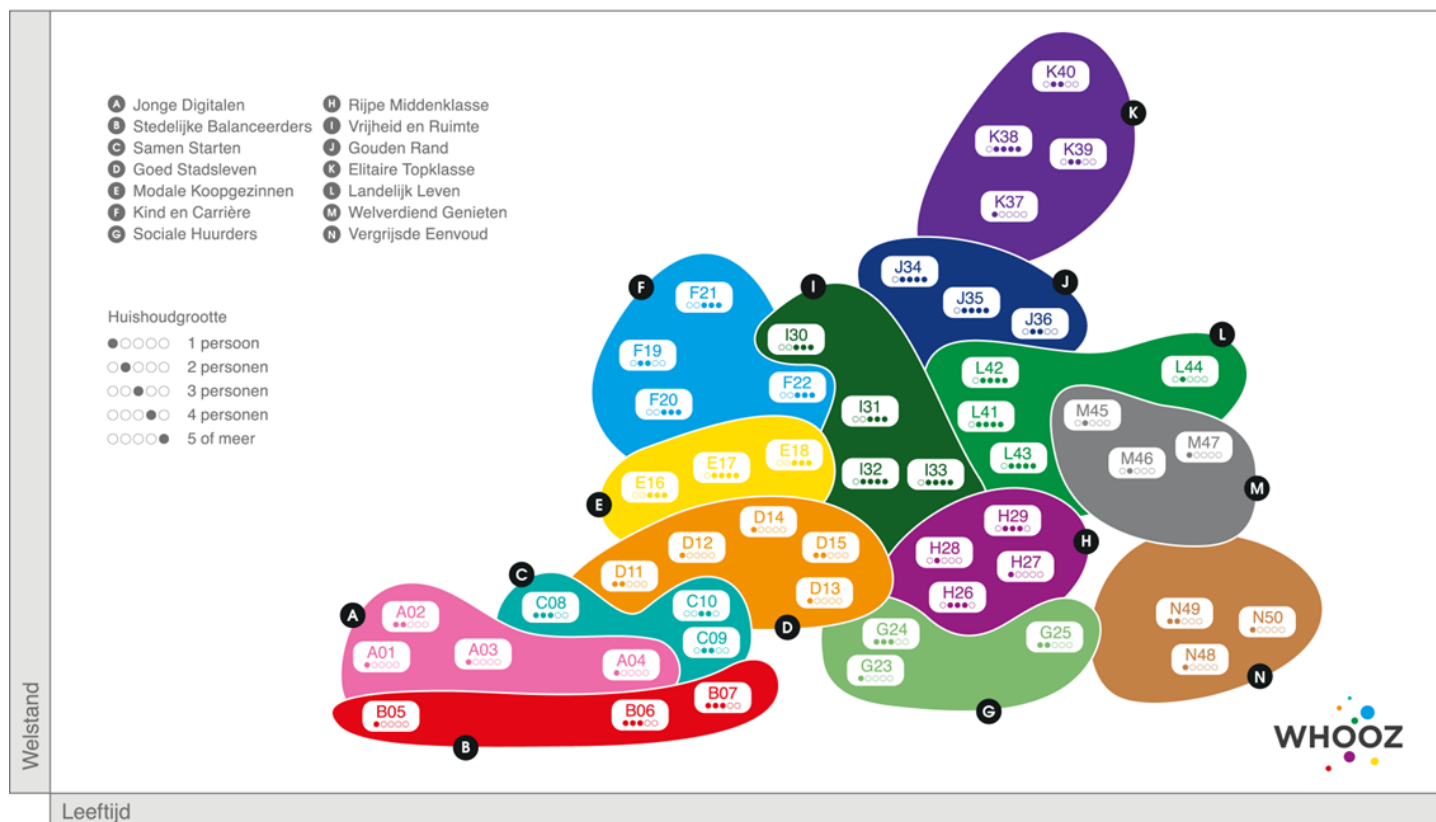 A Jonge Digitalen
B Stedelijke Balanceerders
C Samen Starten
D Goed Stadsleven
E Modale Koopgezinnen
F Kind en Carrière
G Sociale Huurders
H Rijpe Middenklasse
I Vrijheid en Ruimte
J Gouden Rand
K Elitaire Topklasse
L Landelijk Leven
M Welverdiend Genieten
N Vergrijsde Eenvoud
Huishoudgrootte
1 persoon
2 personen
3 personen
4 personen
5 of meer
K40
K38
K39
K37
K
J34
J35
J36
J
F
F21
F19
F20
F22
I
I30
I31
I32
I33
L
L42
L44
L41
L43
M45
M46
M47
M
E16
E17
E18
E
D14
D12
D15
D11
D13
D
H29
H28
H27
H26
H
C
C08
C10
C09
A
A02
A01
A03
A04
B05
B06
B07
B
G24
G25
G23
G
N49
N50
N48
N
WHOOZ
Welstand
Leeftijd